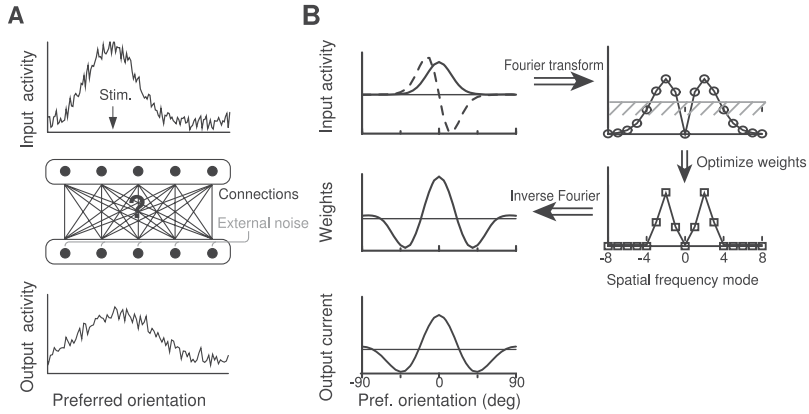 A
Input activity
Stim.
?
Connections
External noise
Output activity
Preferred orientation
B
Input activity
Fourier transform
Optimize weights
Weights
Inverse Fourier
-8 -4 0 4 8
Spatial frequency mode
Output current
-90 0 90
Pref. orientation (deg)